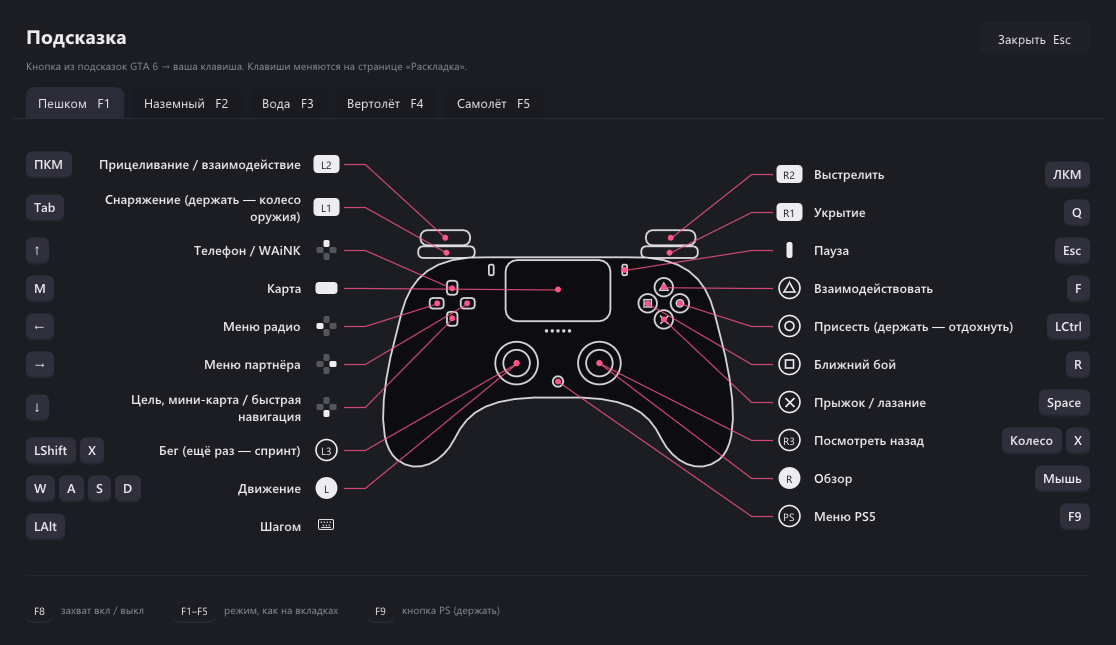 Подсказка
Закрыть Esc
Кнопка из подсказок GTA 6 → ваша клавиша. Клавиши меняются на странице «Раскладка».
Пешком F1 Наземный F2 Вода F3 Вертолёт F4 Самолёт F5
ПКМ Прицеливание / взаимодействие L2
Tab Снаряжение (держать — колесо
оружия) L1
↑ Телефон / WAiNK
M Карта
← Меню радио
→ Меню партнёра
↓ Цель, мини-карта / быстрая
навигация
LShift X Бег (ещё раз — спринт) L3
W A S D Движение L
LAlt Шагом
R2 Выстрелить ЛКМ
R1 Укрытие Q
Пауза Esc
Взаимодействовать F
Присесть (держать — отдохнуть) LCtrl
Ближний бой R
Прыжок / лазание Space
R3 Посмотреть назад Колесо X
R Обзор Мышь
PS Меню PS5 F9
F8 захват вкл / выкл F1–F5 режим, как на вкладках F9 кнопка PS (держать)